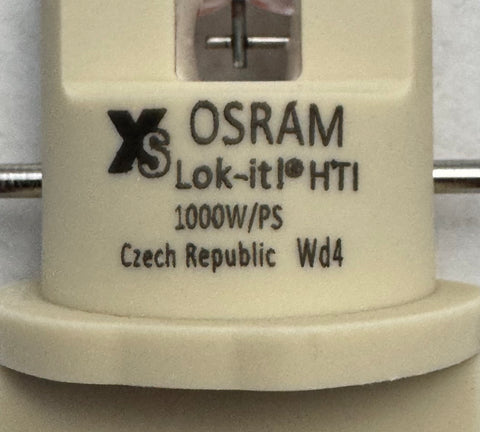 XS OSRAM
Lok-it!® HTI
1000W/PS
Czech Republic Wd4